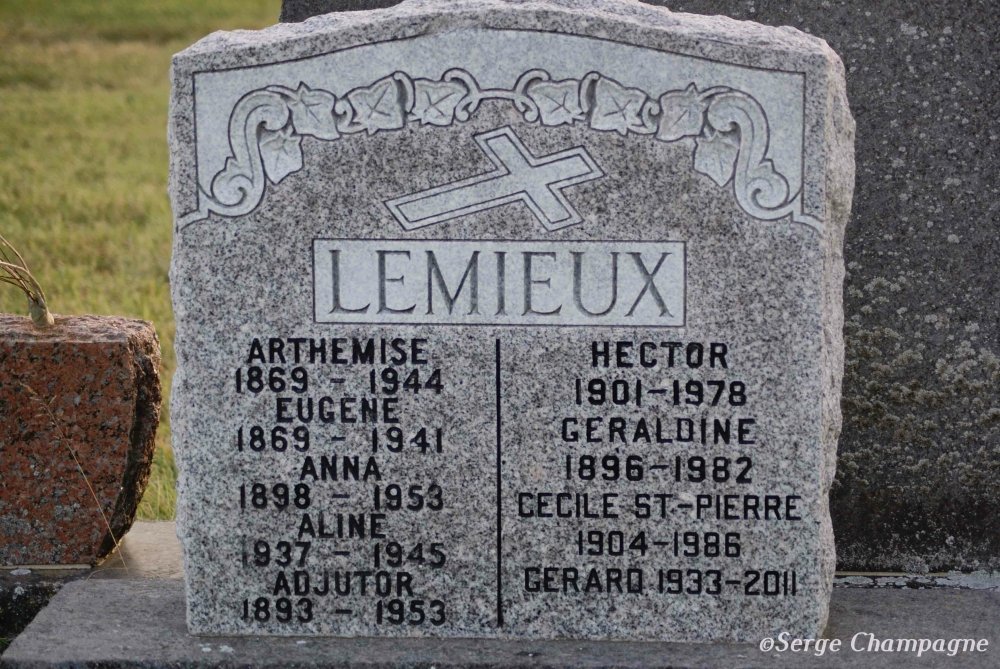 LEMIEUX
ARTHEMISE
1869 - 1944
EUGENE
1869 - 1941
ANNA
1898 - 1953
ALINE
1937 - 1945
ADJUTOR
1893 - 1953
HECTOR
1901-1978
GERALDINE
1896-1982
CECILE ST-PIERRE
1904-1986
GERARD 1933-2011
©Serge Champagne